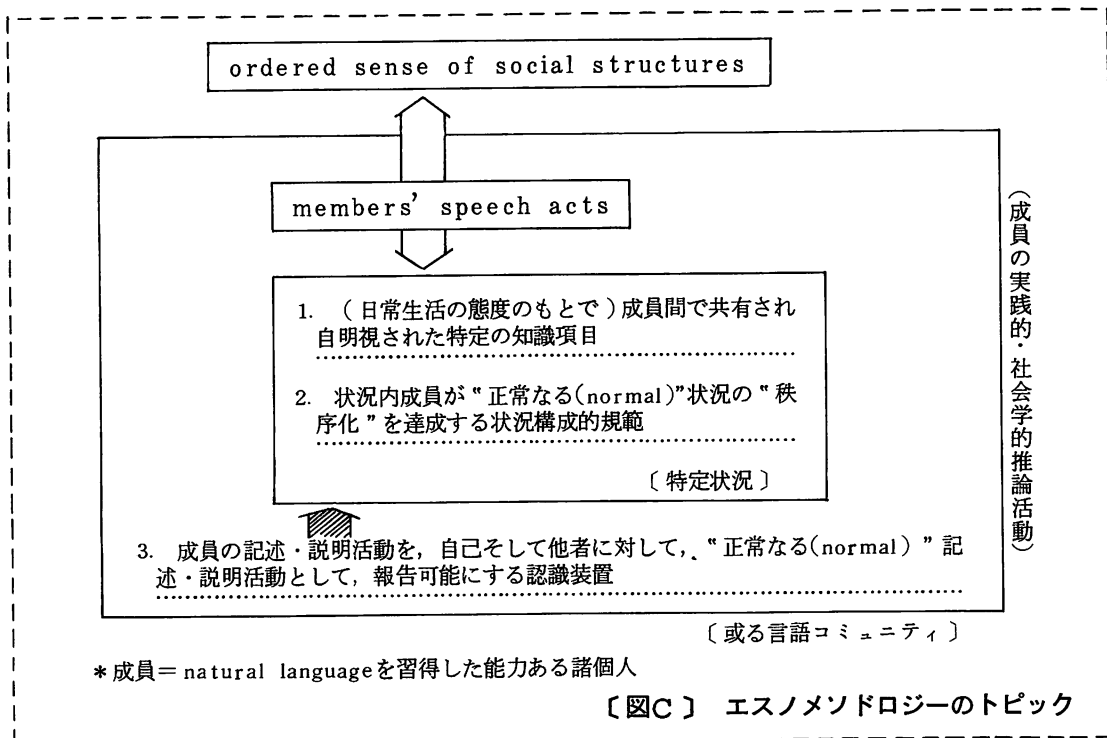 ordered sense of social structures
members' speech acts
1. (日常生活の態度のもとで)成員間で共有され
自明視された特定の知識項目
2. 状況内成員が“正常なる(normal)”状況の“秩
序化”を達成する状況構成的規範
〔特定状況〕
3. 成員の記述・説明活動を,自己そして他者に対して,“正常なる(normal)”記
述・説明活動として,報告可能にする認識装置
〔或る言語コミュニティ〕
(成員の実践的・社会学的推論活動)
*成員=natural languageを習得した能力ある諸個人
〔図C〕 エスノメソドロジーのトピック